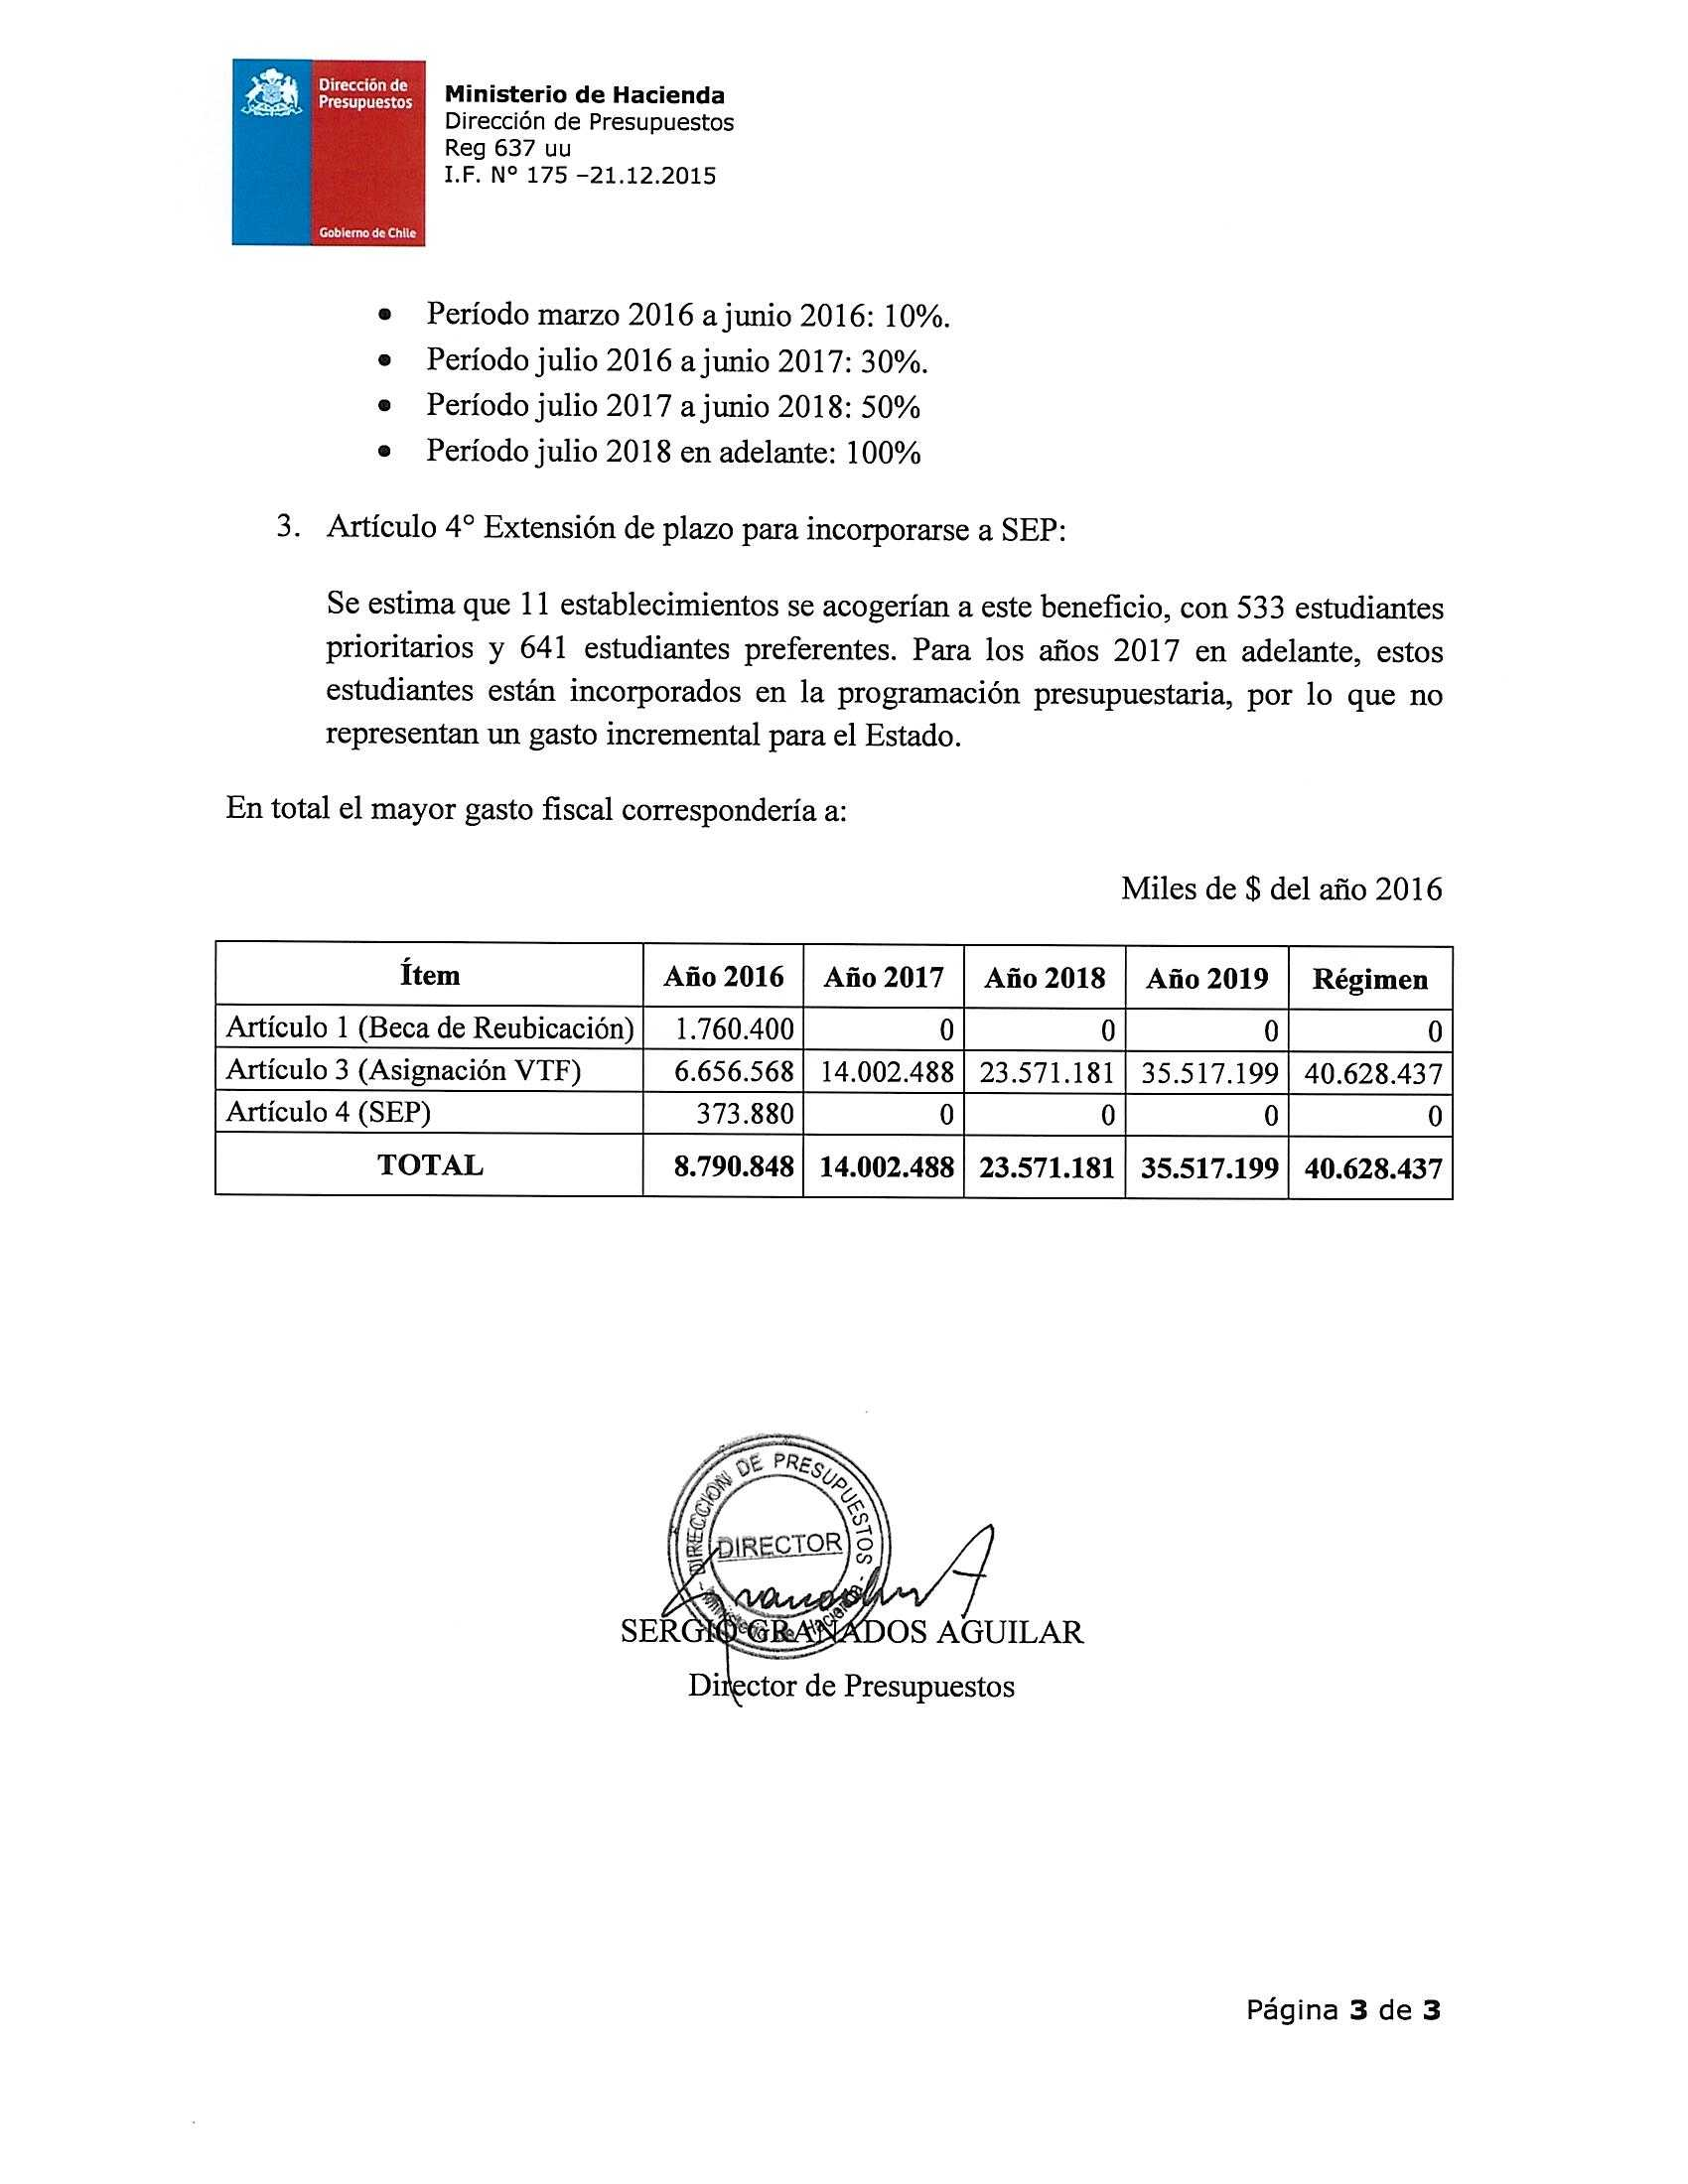 Dirección de
Presupuestos
Gobierno de Chile
Ministerio de Hacienda
Dirección de Presupuestos
Reg 637 uu
I.F. Nº 175 –21.12.2015
• Período marzo 2016 a junio 2016: 10%.
• Período julio 2016 a junio 2017: 30%.
• Período julio 2017 a junio 2018: 50%
• Período julio 2018 en adelante: 100%
3. Artículo 4° Extensión de plazo para incorporarse a SEP:
Se estima que 11 establecimientos se acogerían a este beneficio, con 533 estudiantes
prioritarios y 641 estudiantes preferentes. Para los años 2017 en adelante, estos
estudiantes están incorporados en la programación presupuestaria, por lo que no
representan un gasto incremental para el Estado.
En total el mayor gasto fiscal correspondería a:
Miles de $ del año 2016
Ítem Año 2016 Año 2017 Año 2018 Año 2019 Régimen
Artículo 1 (Beca de Reubicación) 1.760.400 0 0 0 0
Artículo 3 (Asignación VTF) 6.656.568 14.002.488 23.571.181 35.517.199 40.628.437
Artículo 4 (SEP) 373.880 0 0 0 0
TOTAL 8.790.848 14.002.488 23.571.181 35.517.199 40.628.437
- DIRECCION DE PRESUPUESTOS -
DIRECTOR
Ministerio de Hacienda
SERGIO GRANADOS AGUILAR
Director de Presupuestos
Página 3 de 3